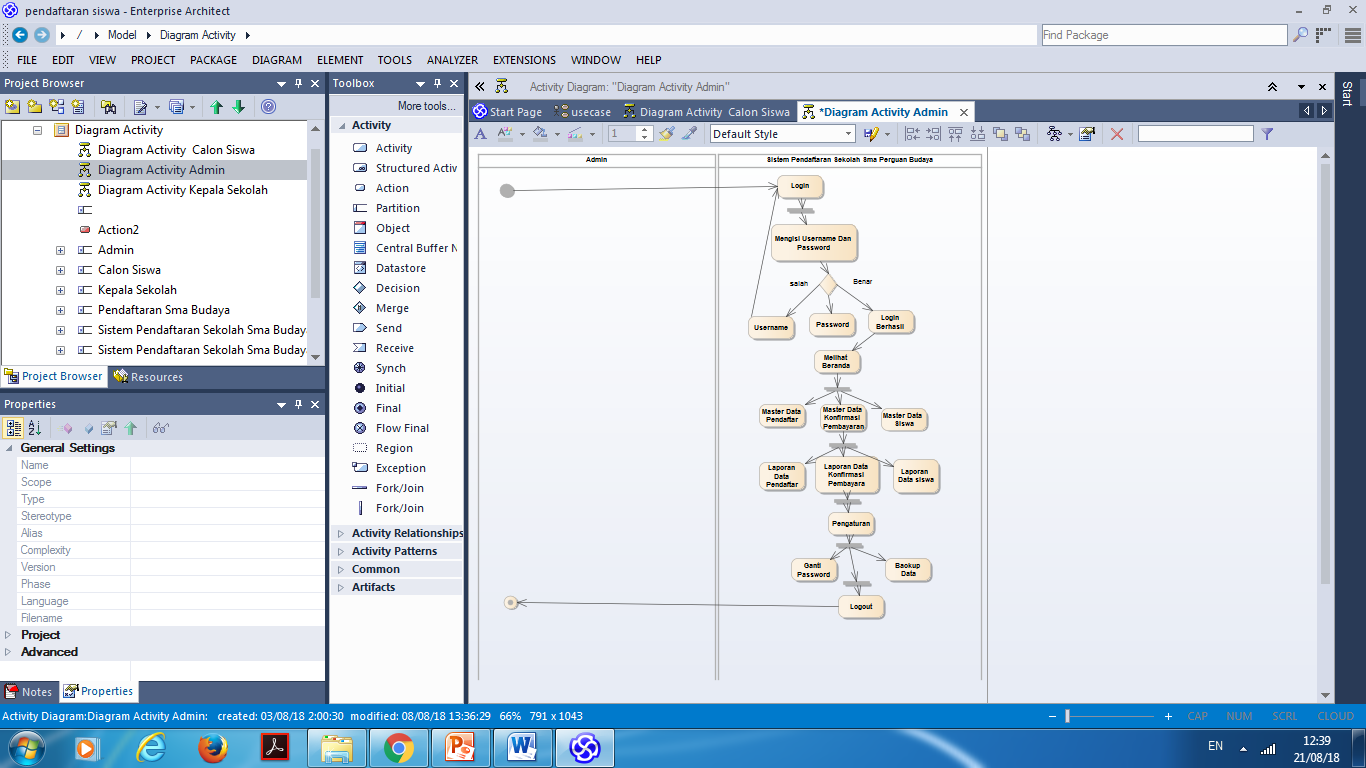 pendaftaran siswa - Enterprise Architect
/ Model Diagram Activity
Find Package
FILE EDIT VIEW PROJECT PACKAGE DIAGRAM ELEMENT TOOLS ANALYZER EXTENSIONS WINDOW HELP
Project Browser
Diagram Activity
Diagram Activity Calon Siswa
Diagram Activity Admin
Diagram Activity Kepala Sekolah
Action2
Admin
Calon Siswa
Kepala Sekolah
Pendaftaran Sma Budaya
Sistem Pendaftaran Sekolah Sma Buday
Sistem Pendaftaran Sekolah Sma Buday
Project Browser Resources
Properties
General Settings
Name
Scope
Type
Stereotype
Alias
Complexity
Version
Phase
Language
Filename
Project
Advanced
Notes Properties
Toolbox
More tools...
Activity
Activity
Structured Activ
Action
Partition
Object
Central Buffer N
Datastore
Decision
Merge
Send
Receive
Synch
Initial
Final
Flow Final
Region
Exception
Fork/Join
Fork/Join
Activity Relationships
Activity Patterns
Common
Artifacts
Activity Diagram: "Diagram Activity Admin"
Start Page usecase Diagram Activity Calon Siswa *Diagram Activity Admin
1 Default Style
Start
Admin
Sistem Pendaftaran Sekolah Sma Perguan Budaya
Login
Mengisi Username Dan
Password
salah
Benar
Username
Password
Login
Berhasil
Melihat
Beranda
Master Data
Pendaftar
Master Data
Konfirmasi
Pembayaran
Master Data
Siswa
Laporan
Data
Pendaftar
Laporan Data
Konfirmasi
Pembayara
Laporan
Data siswa
Pengaturan
Ganti
Password
Backup
Data
Logout
Activity Diagram:Diagram Activity Admin: created: 03/08/18 2:00:30 modified: 08/08/18 13:36:29 66% 791 x 1043
CAP NUM SCRL CLOUD
EN
12:39
21/08/18